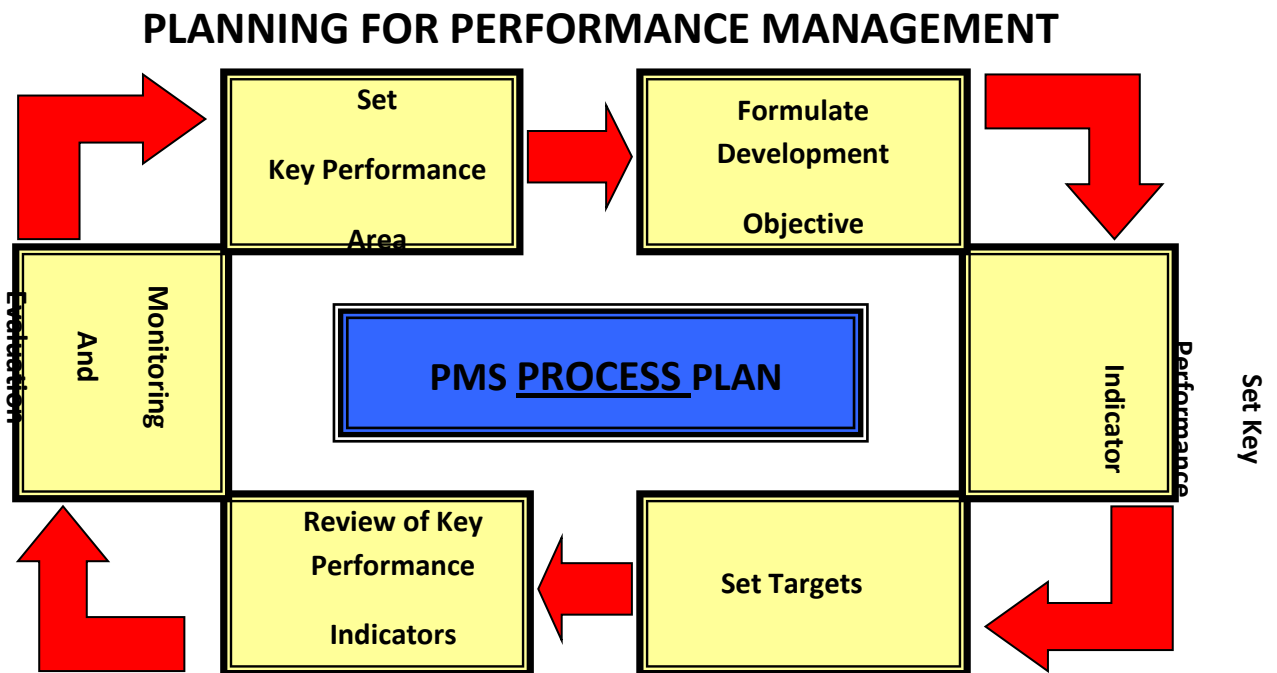 PLANNING FOR PERFORMANCE MANAGEMENT
Set
Key Performance
Area
Formulate
Development
Objective
Set Key
Performance
Indicator
Set Targets
Review of Key
Performance
Indicators
Monitoring
And
Evaluation
PMS PROCESS PLAN